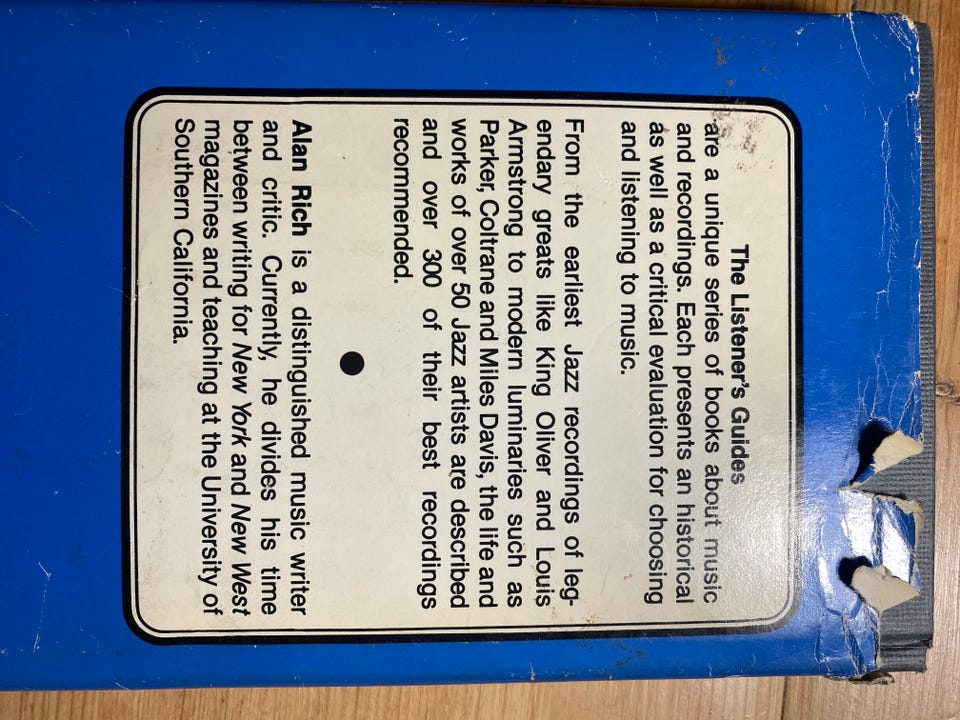 The Listener's Guides
are a unique series of books about music
and recordings. Each presents an historical
as well as a critical evaluation for choosing
and listening to music.
From the earliest Jazz recordings of leg-
endary greats like King Oliver and Louis
Armstrong to modern luminaries such as
Parker, Coltrane and Miles Davis, the life and
works of over 50 Jazz artists are described
and over 300 of their best recordings
recommended.
Alan Rich is a distinguished music writer
and critic. Currently, he divides his time
between writing for New York and New West
magazines and teaching at the University of
Southern California.